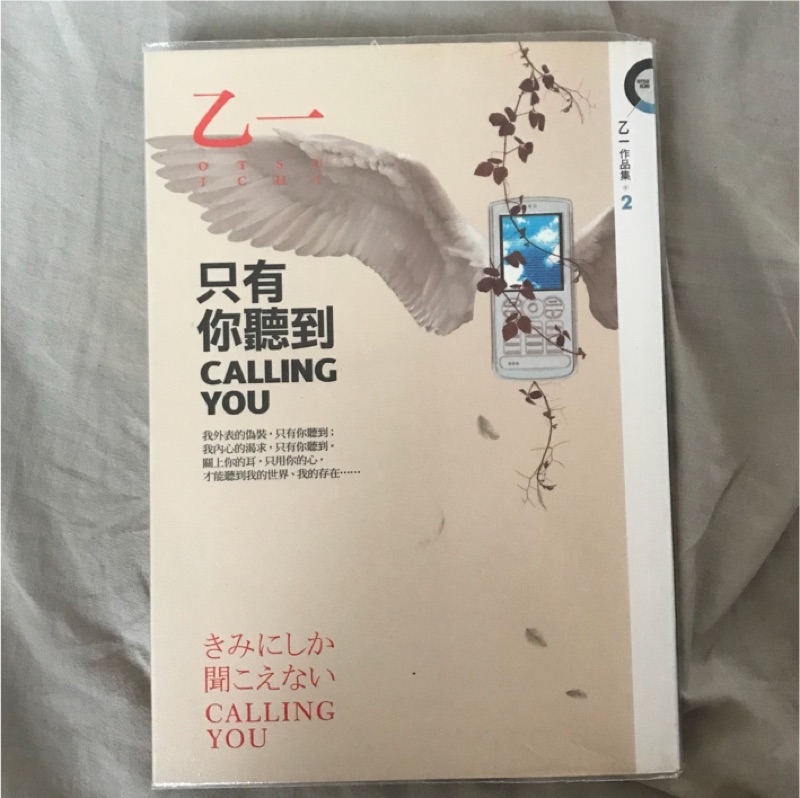 乙一
OTSU
ICHI
只有
你聽到
CALLING
YOU
我外表的偽裝，只有你聽到；
我內心的渴求，只有你聽到。
關上你的耳，只用你的心，
才能聽到我的世界、我的存在……
きみにしか
聞こえない
CALLING
YOU
乙一作品集・2